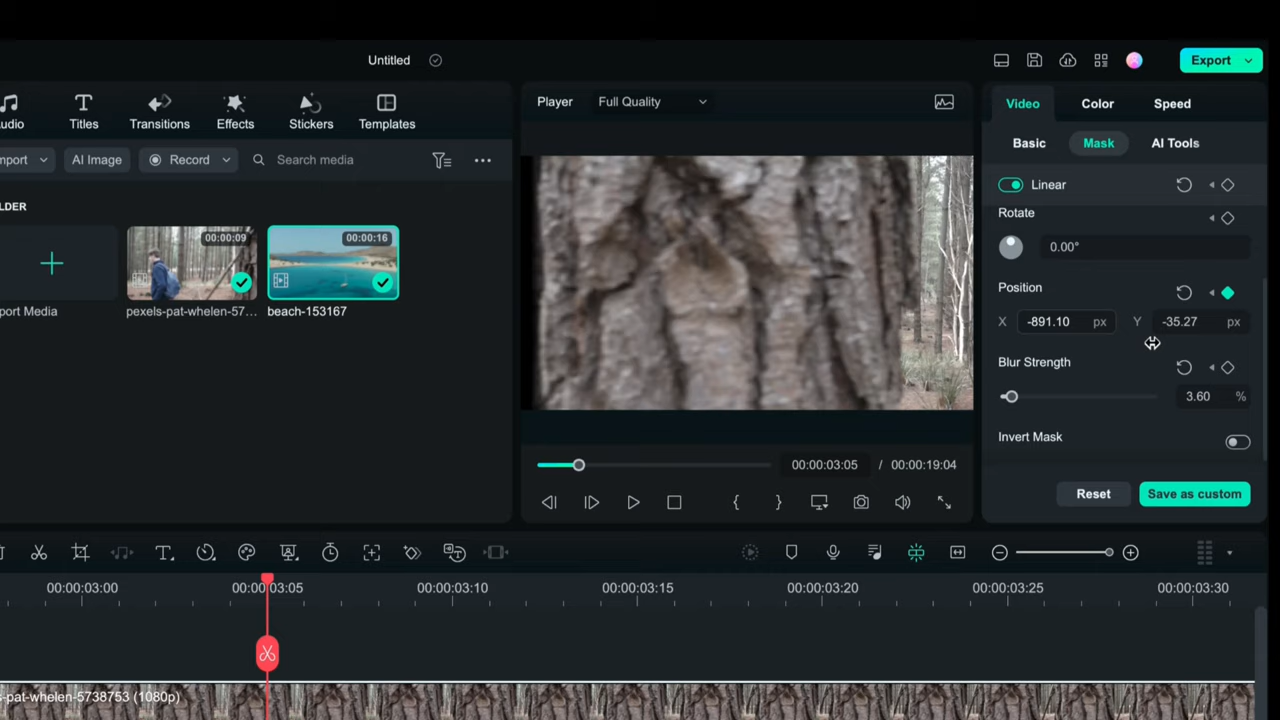 Untitled
Export
Titles
Transitions
Effects
Stickers
Templates
AI Image
Record
Search media
Player
Full Quality
Video
Color
Speed
Basic
Mask
AI Tools
Linear
Rotate
0.00°
Position
X -891.10 px Y -35.27 px
Blur Strength
3.60 %
Invert Mask
Reset
Save as custom
LDER
00:00:09
00:00:16
port Media
pexels-pat-whelen-57...
beach-153167
00:00:03:05 / 00:00:19:04
00:00:03:00
00:00:03:05
00:00:03:10
00:00:03:15
00:00:03:20
00:00:03:25
00:00:03:30
s-pat-whelen-5738753 (1080p)